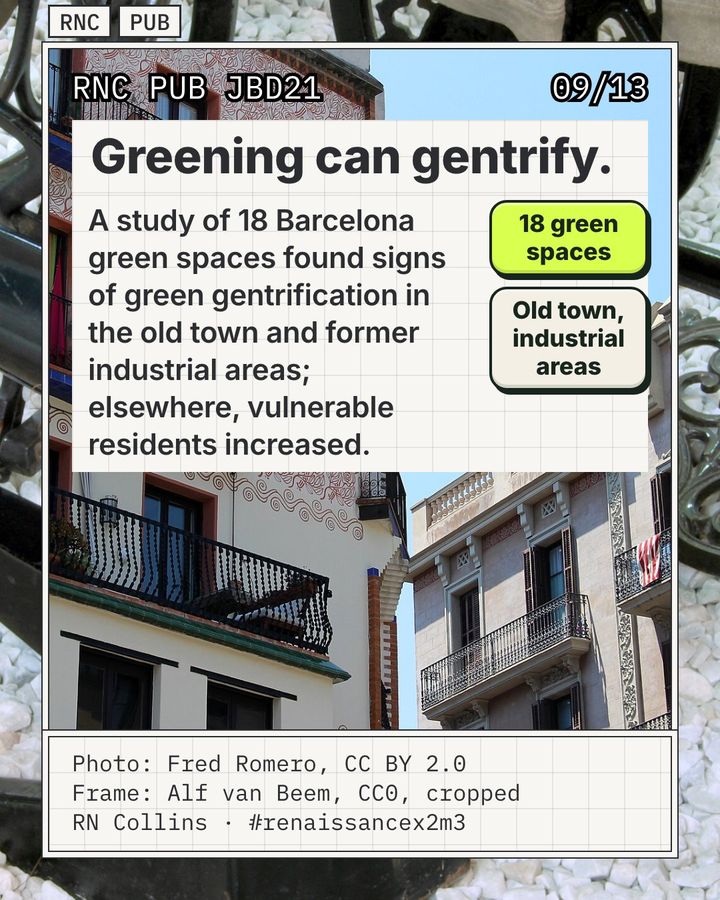 RNC PUB
RNC PUB JBD21 09/13
Greening can gentrify.
A study of 18 Barcelona
green spaces found signs
of green gentrification in
the old town and former
industrial areas;
elsewhere, vulnerable
residents increased.
18 green
spaces
Old town,
industrial
areas
Photo: Fred Romero, CC BY 2.0
Frame: Alf van Beem, CC0, cropped
RN Collins · #renaissancex2m3